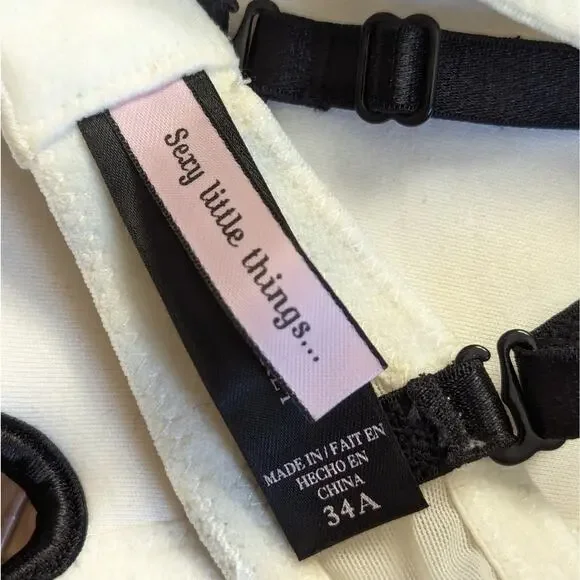 Sexy little things...
MADE IN / FAIT EN
HECHO EN
CHINA
34A